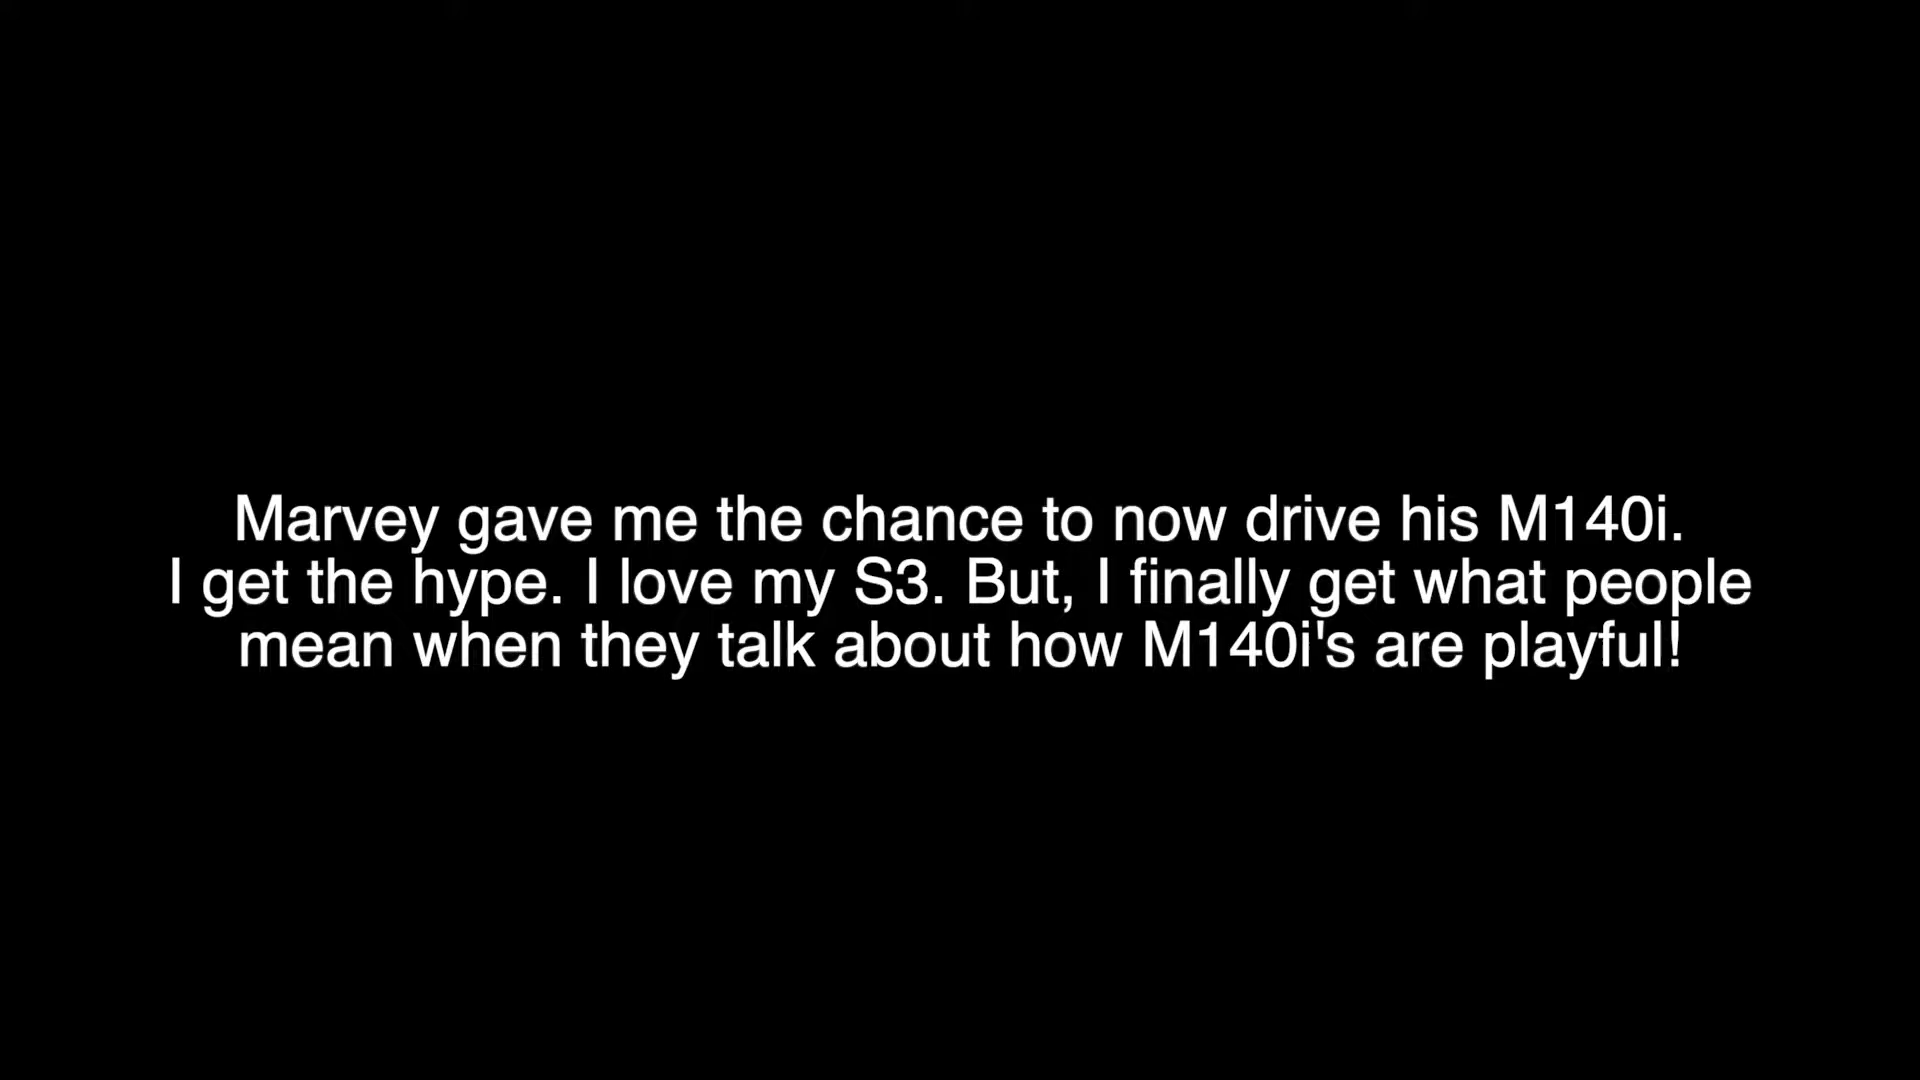 Marvey gave me the chance to now drive his M140i.
I get the hype. I love my S3. But, I finally get what people
mean when they talk about how M140i's are playful!